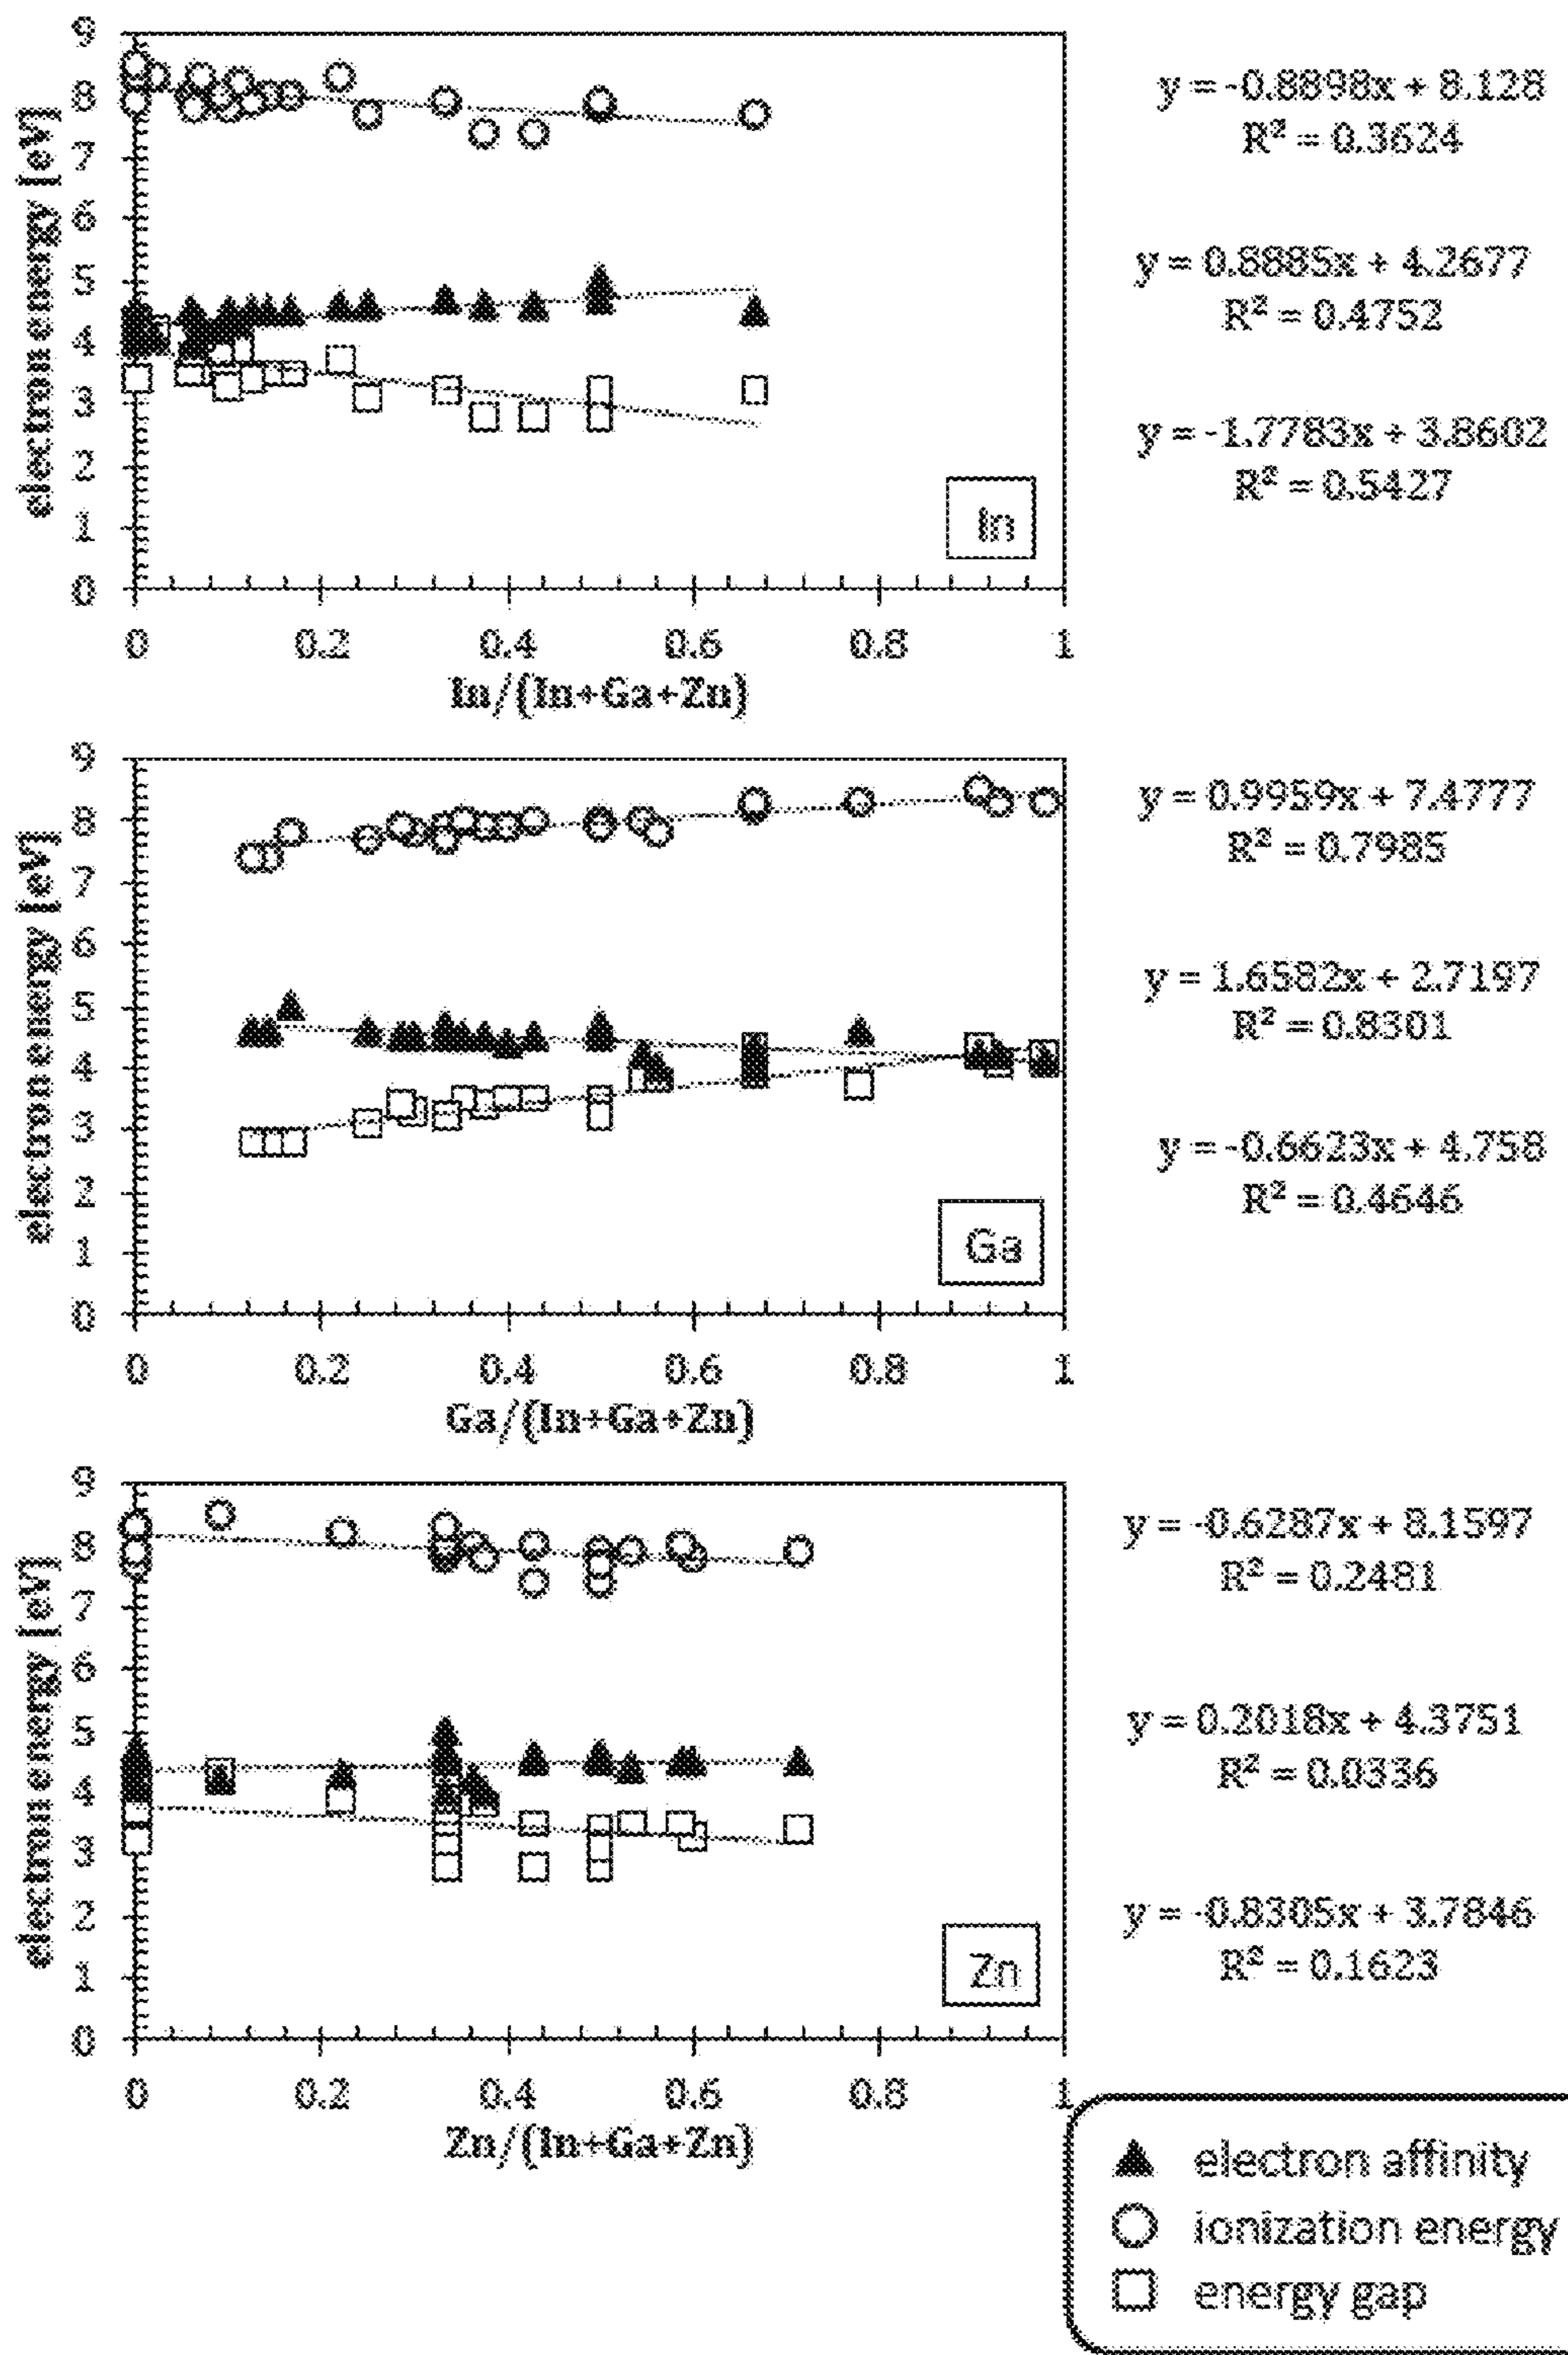 electron energy [eV]
9
8
7
6
5
4
3
2
1
0
0 0.2 0.4 0.6 0.8 1
In/(In+Ga+Zn)
In
y = -0.8898x + 8.128
R² = 0.3624
y = 0.8885x + 4.2677
R² = 0.4752
y = -1.7783x + 3.8602
R² = 0.5427
electron energy [eV]
9
8
7
6
5
4
3
2
1
0
0 0.2 0.4 0.6 0.8 1
Ga/(In+Ga+Zn)
Ga
y = 0.9959x + 7.4777
R² = 0.7985
y = 1.6582x + 2.7197
R² = 0.8301
y = -0.6623x + 4.758
R² = 0.4646
electron energy [eV]
9
8
7
6
5
4
3
2
1
0
0 0.2 0.4 0.6 0.8 1
Zn/(In+Ga+Zn)
Zn
y = -0.6287x + 8.1597
R² = 0.2481
y = 0.2018x + 4.3751
R² = 0.0336
y = -0.8305x + 3.7846
R² = 0.1623
electron affinity
ionization energy
energy gap